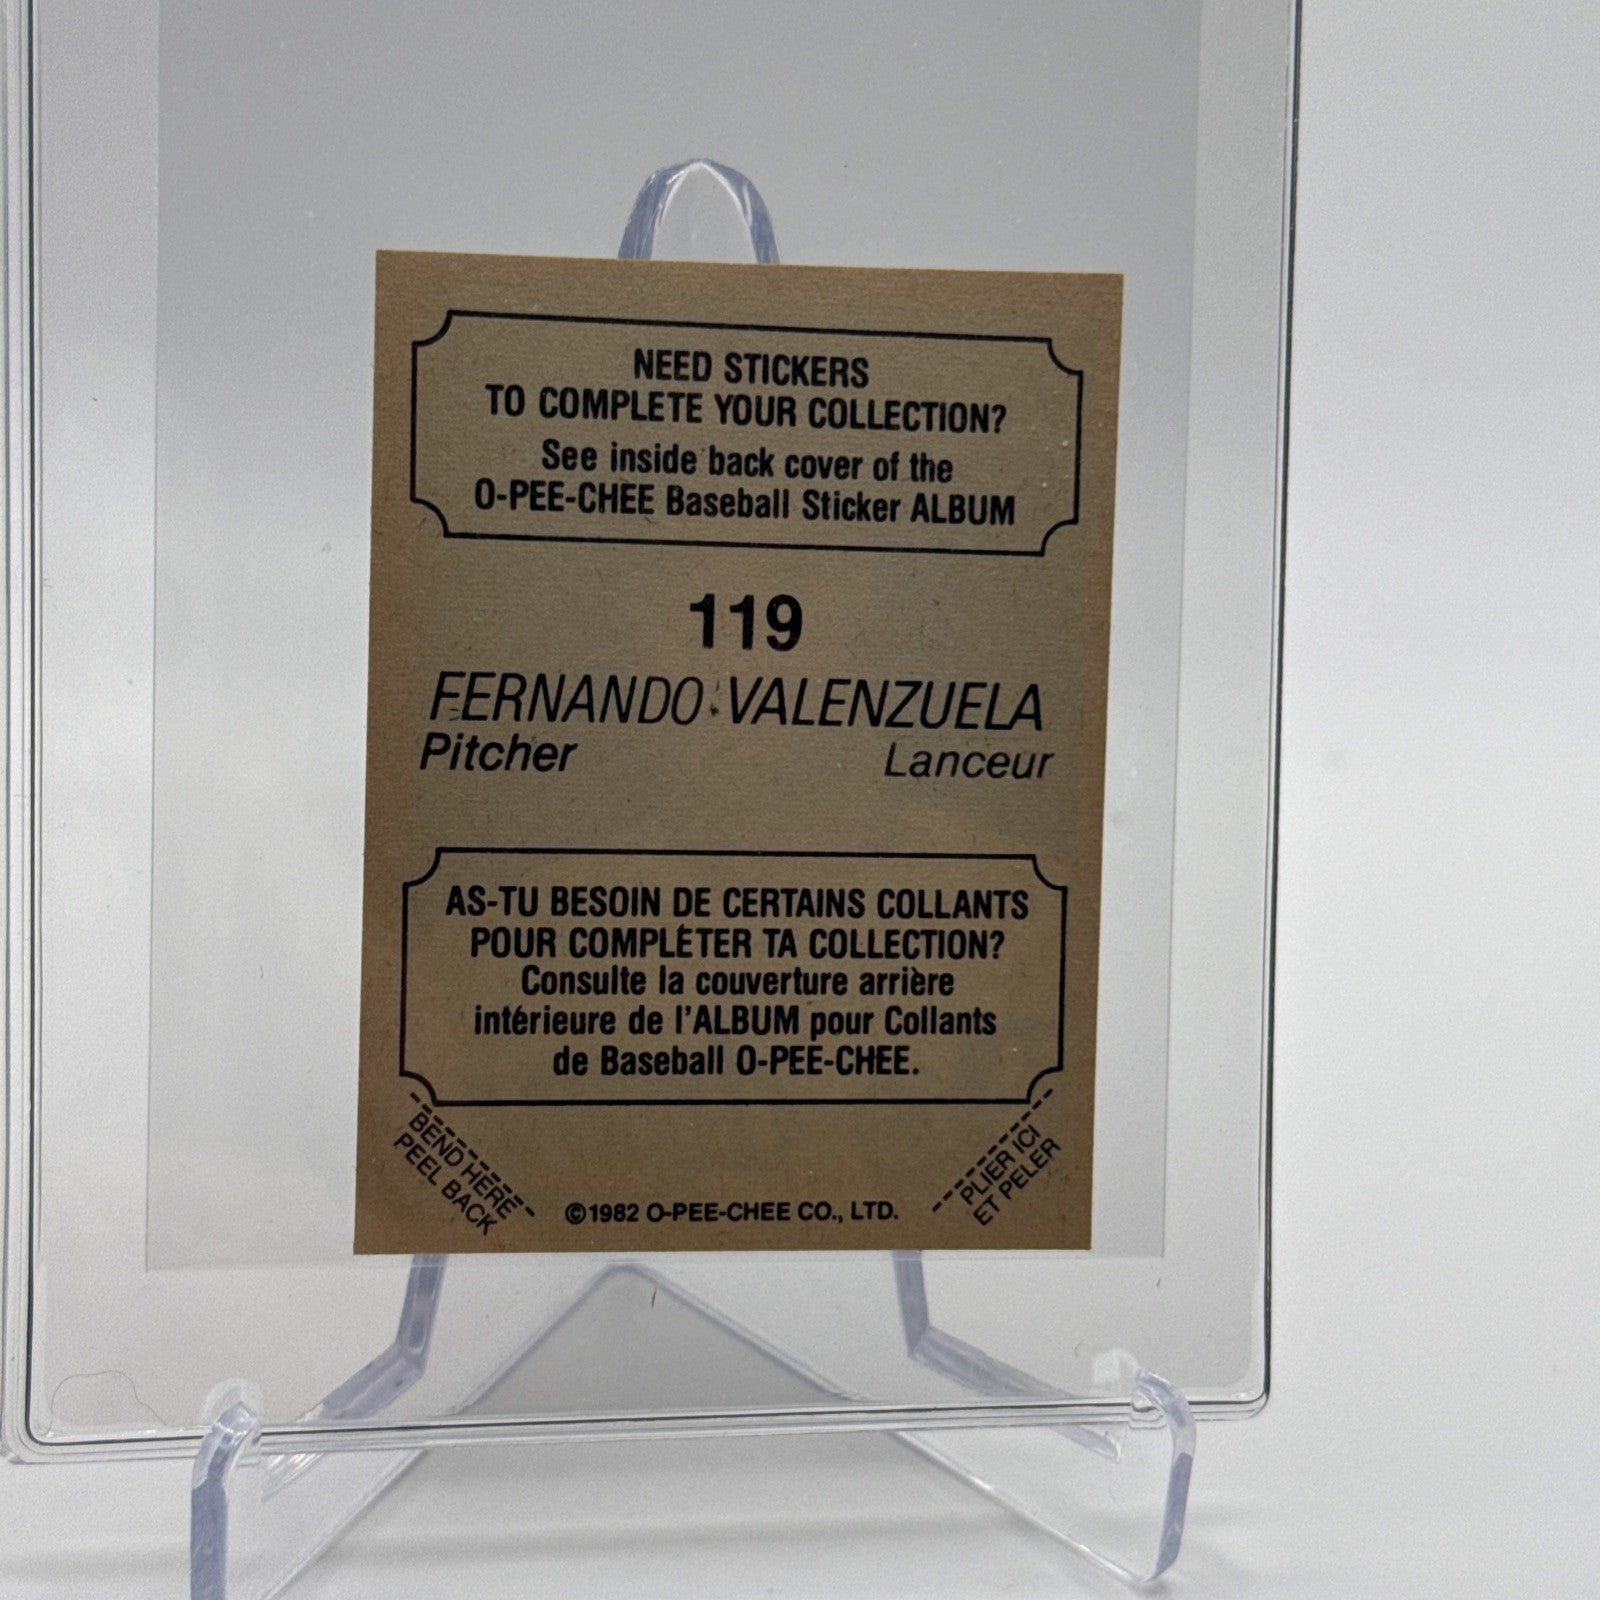 NEED STICKERS
TO COMPLETE YOUR COLLECTION?
See inside back cover of the
O-PEE-CHEE Baseball Sticker ALBUM
119
FERNANDO VALENZUELA
Pitcher Lanceur
AS-TU BESOIN DE CERTAINS COLLANTS
POUR COMPLÉTER TA COLLECTION?
Consulte la couverture arrière
intérieure de l'ALBUM pour Collants
de Baseball O-PEE-CHEE.
BEND HERE
PEEL BACK
©1982 O-PEE-CHEE CO., LTD.
PLIER ICI
ET PELER